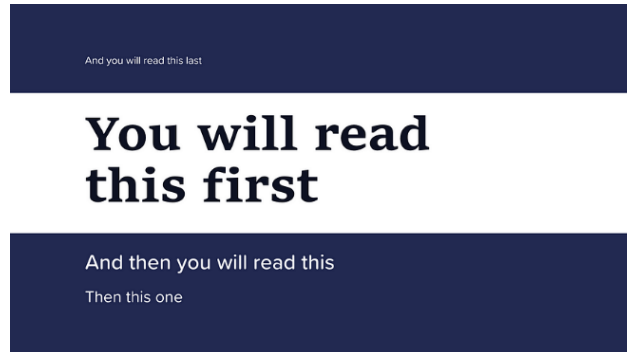 And you will read this last
You will read
this first
And then you will read this
Then this one